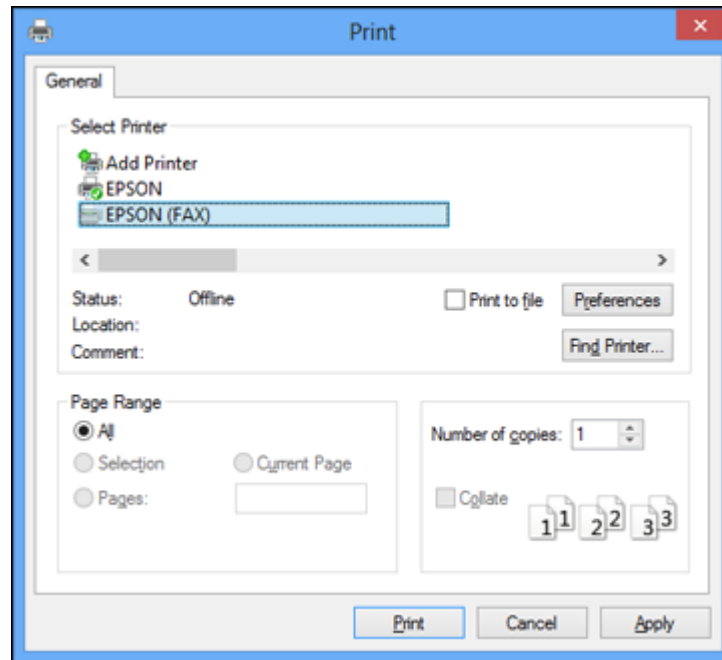 Print
General
Select Printer
Add Printer
EPSON
EPSON (FAX)
Status: Offline
Print to file
Preferences
Location:
Comment:
Find Printer...
Page Range
All
Selection
Current Page
Pages:
Number of copies: 1
Collate
1 1 2 2 3 3
Print
Cancel
Apply